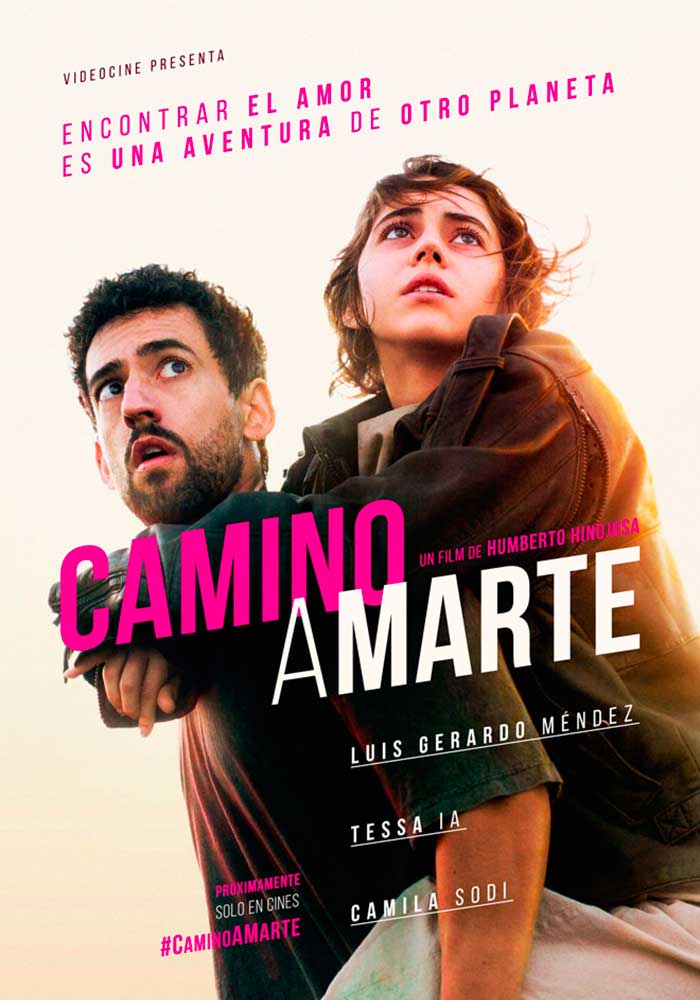 VIDEOCINE PRESENTA
ENCONTRAR EL AMOR
ES UNA AVENTURA DE OTRO PLANETA
CAMINO
UN FILM DE HUMBERTO HINOJOSA
AMARTE
LUIS GERARDO MÉNDEZ
TESSA IA
CAMILA SODI
PRÓXIMAMENTE
SOLO EN CINES
#CAMINOAMARTE